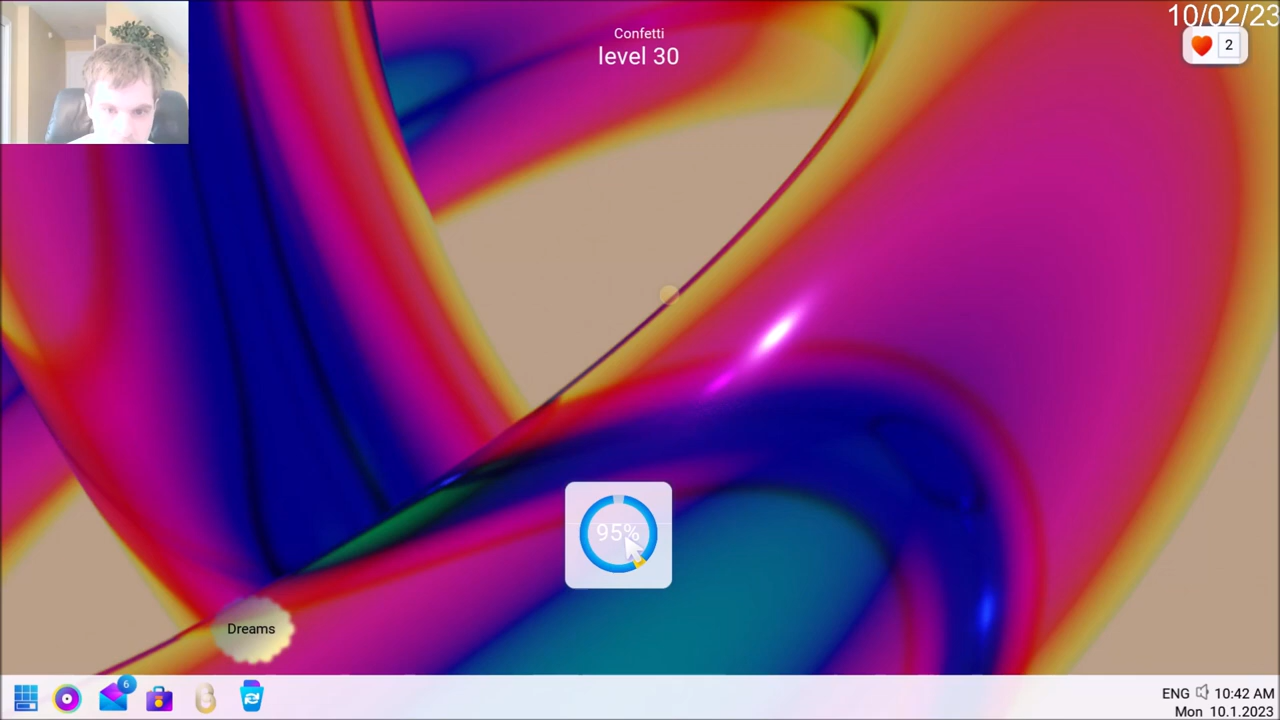 10/02/23
Confetti
level 30
2
95%
Dreams
6
ENG 10:42 AM
Mon 10.1.2023